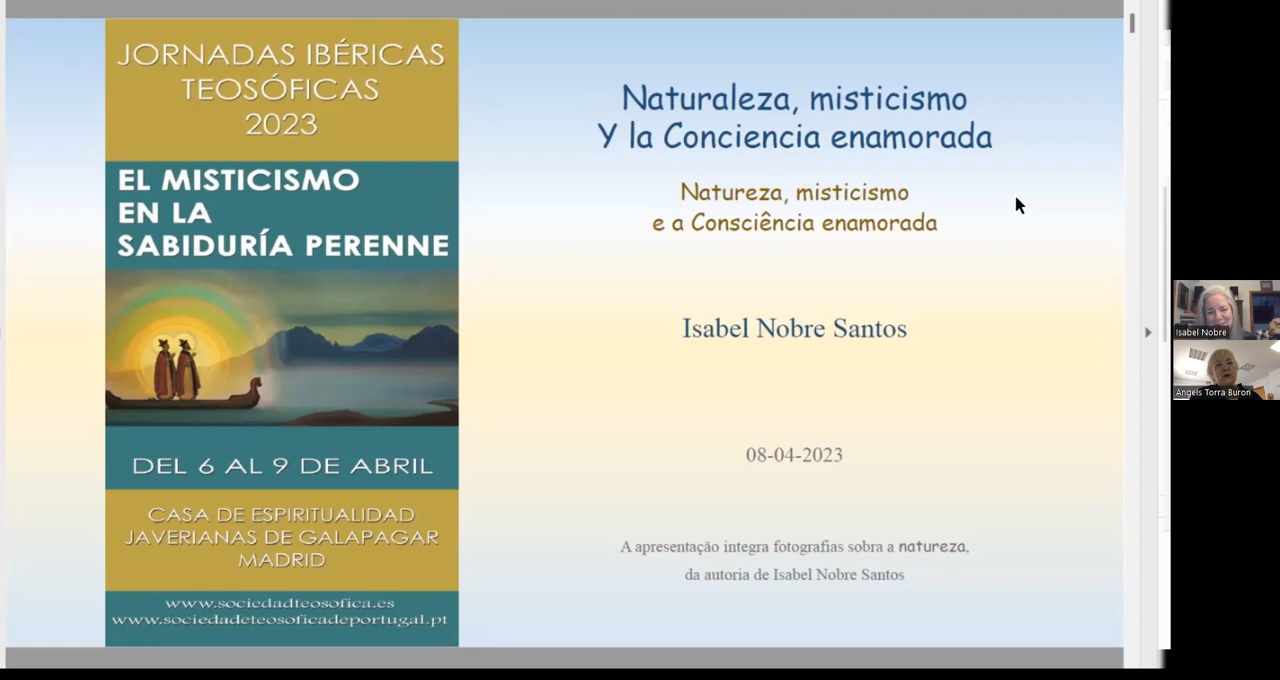 JORNADAS IBÉRICAS
TEOSÓFICAS
2023
EL MISTICISMO
EN LA
SABIDURÍA PERENNE
DEL 6 AL 9 DE ABRIL
CASA DE ESPIRITUALIDAD
JAVERIANAS DE GALAPAGAR
MADRID
www.sociedadteosofica.es
www.sociedadeteosoficadeportugal.pt
Naturaleza, misticismo
Y la Conciencia enamorada
Natureza, misticismo
e a Consciência enamorada
Isabel Nobre Santos
08-04-2023
A apresentação integra fotografias sobra a natureza,
da autoria de Isabel Nobre Santos
Isabel Nobre
Angels Torra Buron